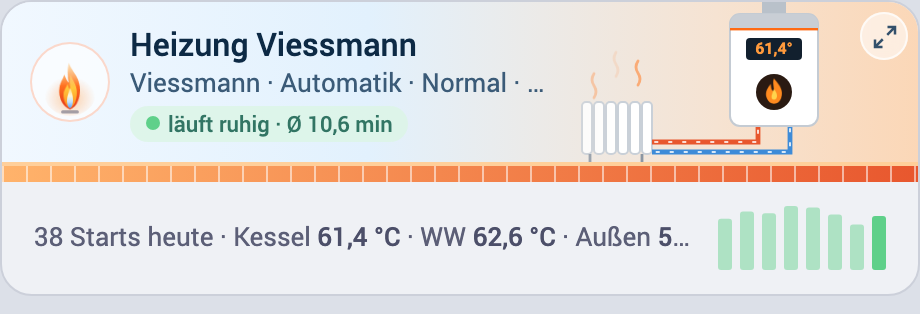 Heizung Viessmann
Viessmann · Automatik · Normal · ...
läuft ruhig · Ø 10,6 min
61,4°
38 Starts heute · Kessel 61,4 °C · WW 62,6 °C · Außen 5...